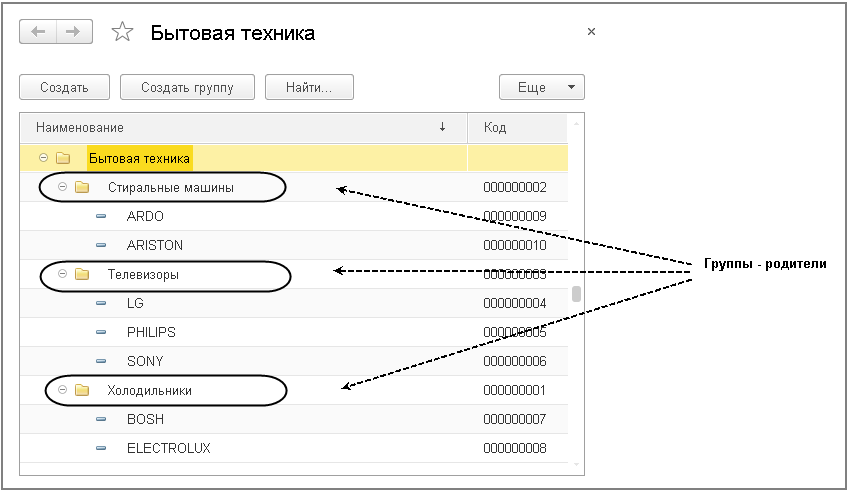 Бытовая техника
Создать Создать группу Найти... Еще
Наименование Код
Бытовая техника
Стиральные машины 000000002
ARDO 000000009
ARISTON 000000010
Группы - родители
Телевизоры 000000003
LG 000000004
PHILIPS 000000005
SONY 000000006
Холодильники 000000001
BOSH 000000007
ELECTROLUX 000000008